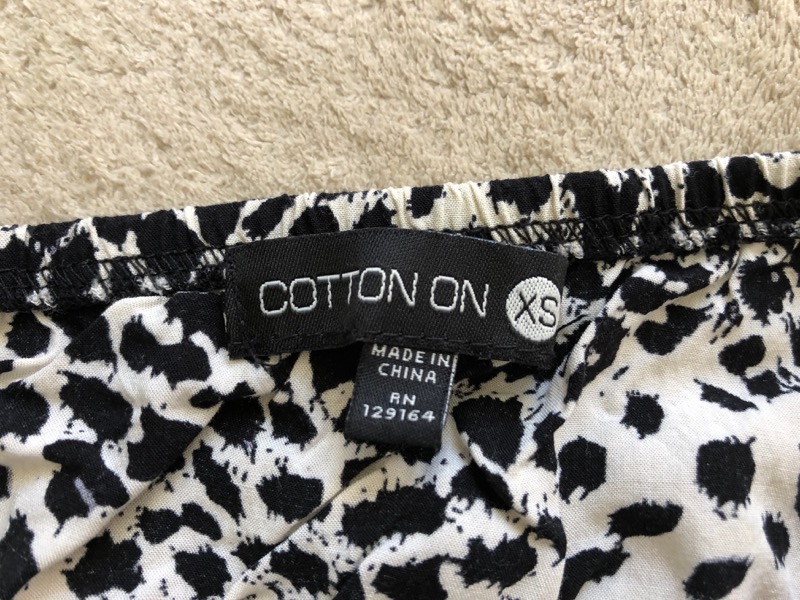 COTTON ON XS
MADE IN
CHINA
RN
129164